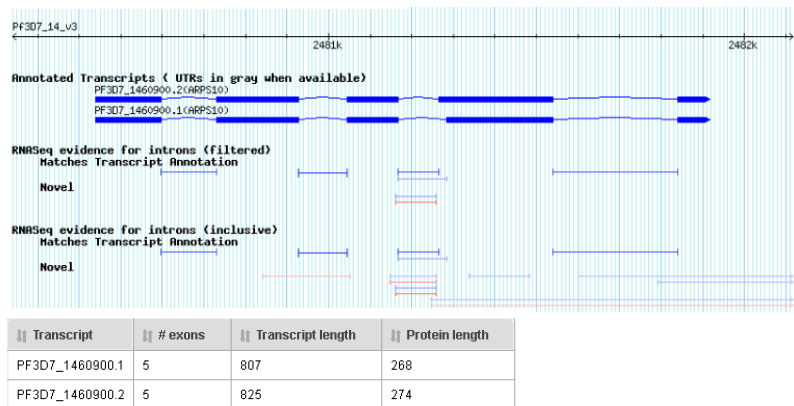 Pf3D7_14_v3
2481k 2482k
Annotated Transcripts ( UTRs in gray when available)
PF3D7_1460900.2(ARPS10)
PF3D7_1460900.1(ARPS10)
RNASeq evidence for introns (filtered)
Matches Transcript Annotation
Novel
RNASeq evidence for introns (inclusive)
Matches Transcript Annotation
Novel
Transcript # exons Transcript length Protein length
PF3D7_1460900.1 5 807 268
PF3D7_1460900.2 5 825 274